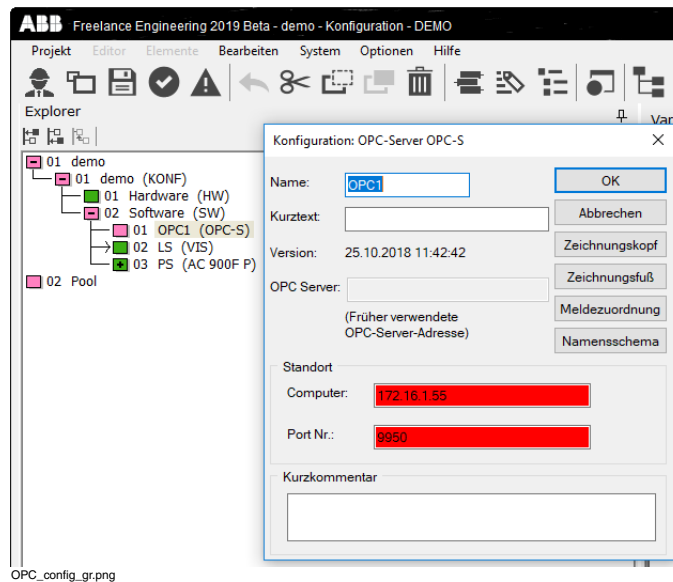 ABB Freelance Engineering 2019 Beta - demo - Konfiguration - DEMO
Projekt Editor Elemente Bearbeiten System Optionen Hilfe
Explorer
Var
01 demo
01 demo (KONF)
01 Hardware (HW)
02 Software (SW)
01 OPC1 (OPC-S)
02 LS (VIS)
03 PS (AC 900F P)
02 Pool
Konfiguration: OPC-Server OPC-S
Name: OPC1
OK
Kurztext:
Abbrechen
Version: 25.10.2018 11:42:42
Zeichnungskopf
OPC Server:
Zeichnungsfuß
(Früher verwendete
OPC-Server-Adresse)
Meldezuordnung
Namensschema
Standort
Computer: 172.16.1.55
Port Nr.: 9950
Kurzkommentar
OPC_config_gr.png